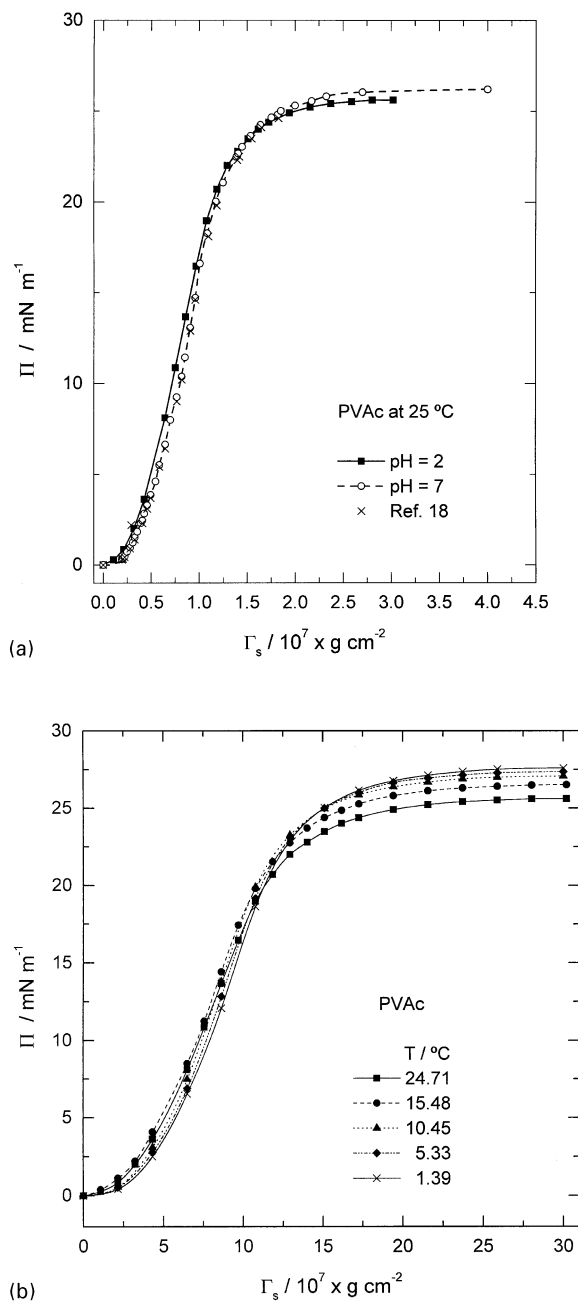 30
20
10
0
Π / mN m⁻¹
PVAc at 25 ºC
pH = 2
pH = 7
Ref. 18
0.0 0.5 1.0 1.5 2.0 2.5 3.0 3.5 4.0 4.5
Γs / 10⁷ x g cm⁻²
(a)
30
25
20
15
10
5
0
Π / mN m⁻¹
PVAc
T / ºC
24.71
15.48
10.45
5.33
1.39
0 5 10 15 20 25 30
Γs / 10⁷ x g cm⁻²
(b)